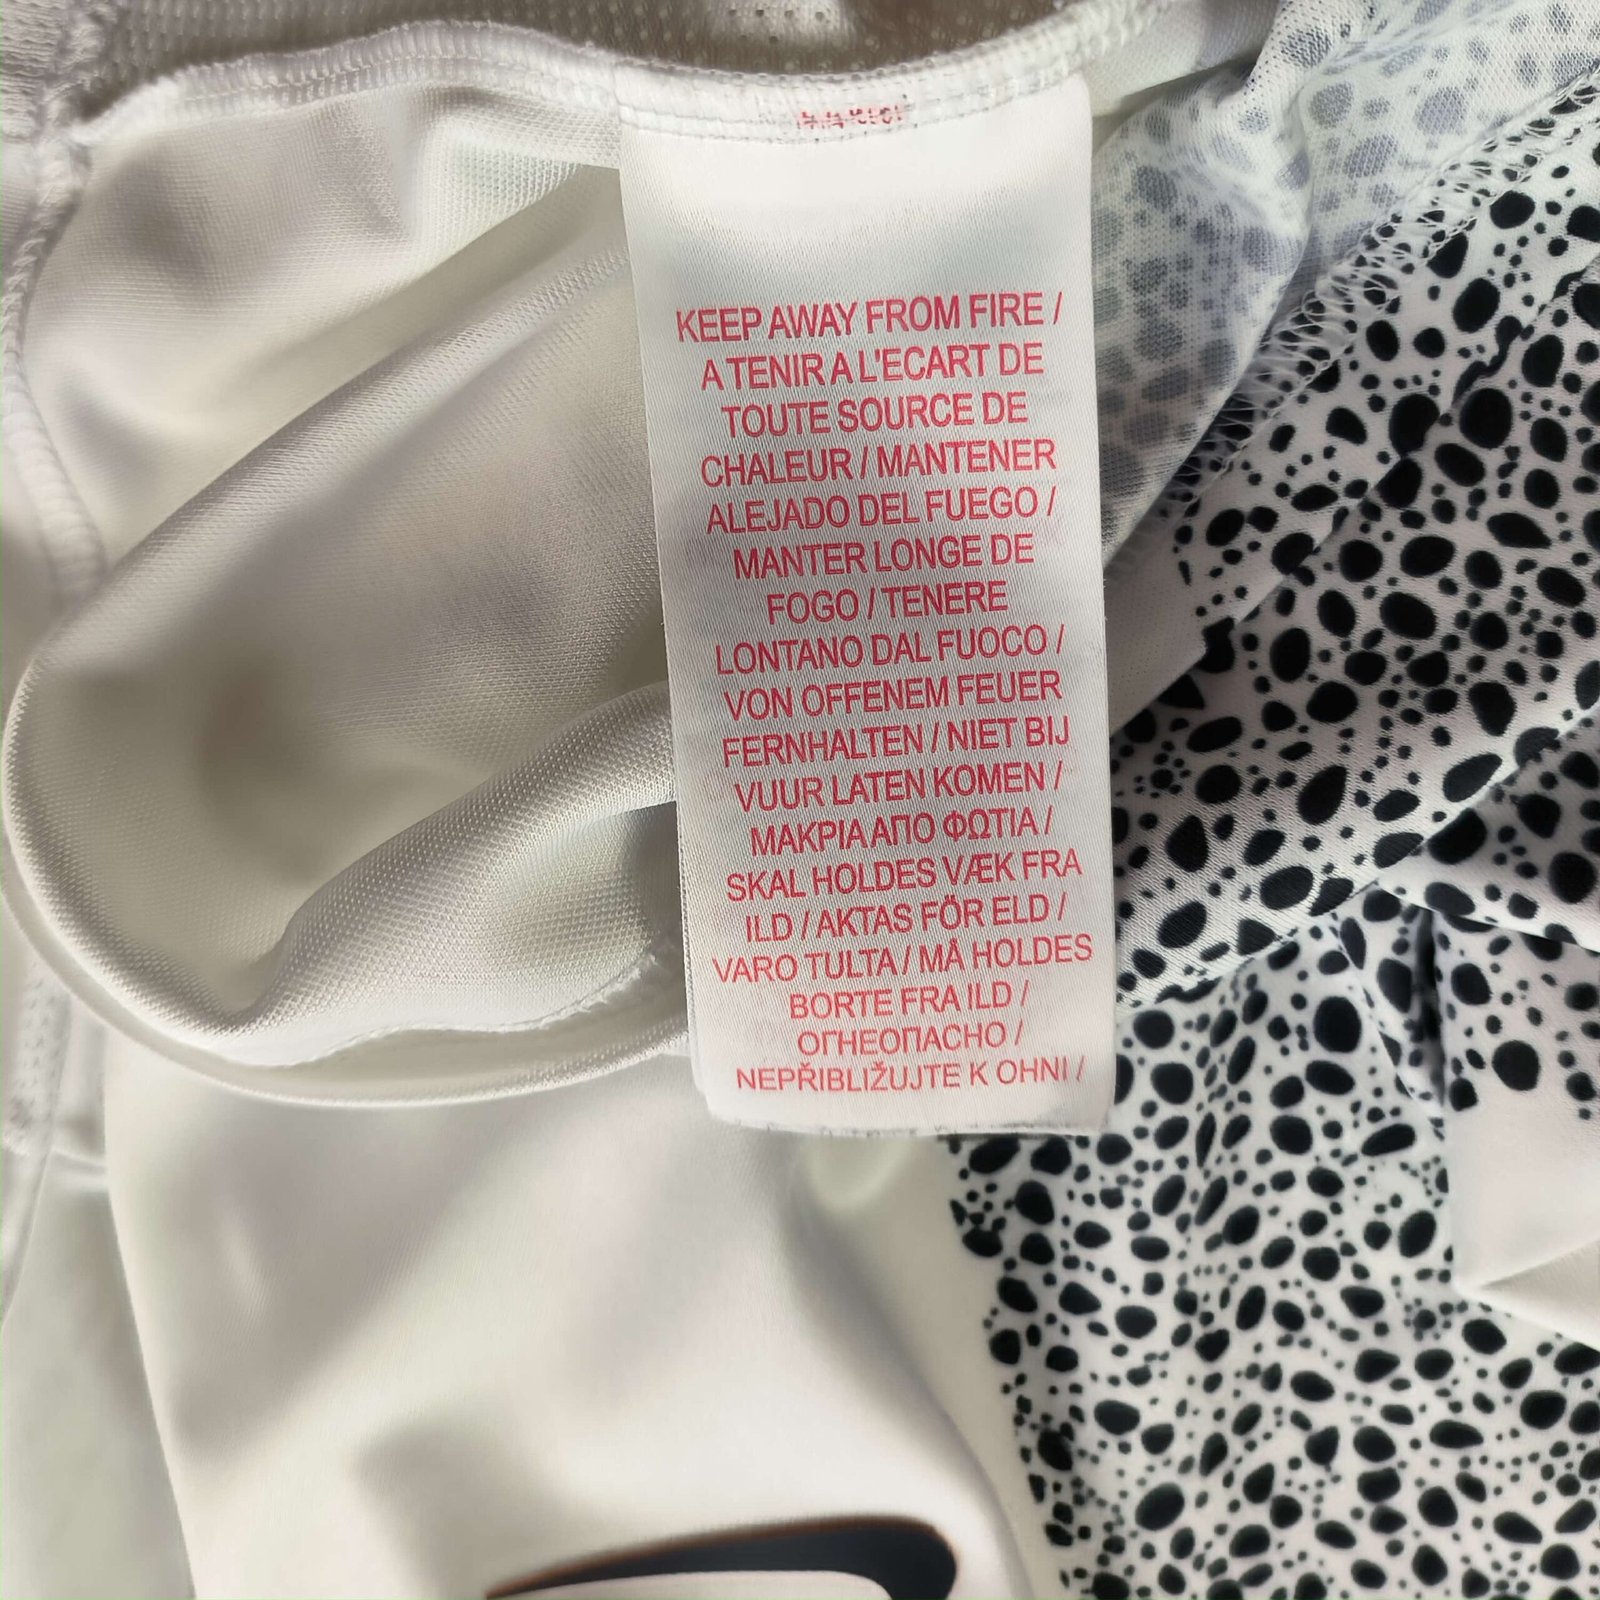 KEEP AWAY FROM FIRE /
A TENIR A L'ECART DE
TOUTE SOURCE DE
CHALEUR / MANTENER
ALEJADO DEL FUEGO /
MANTER LONGE DE
FOGO / TENERE
LONTANO DAL FUOCO /
VON OFFENEM FEUER
FERNHALTEN / NIET BIJ
VUUR LATEN KOMEN /
ΜΑΚΡΙΑ ΑΠΟ ΦΩΤΙΑ /
SKAL HOLDES VÆK FRA
ILD / AKTAS FÖR ELD /
VARO TULTA / MÅ HOLDES
BORTE FRA ILD /
ОГНЕОПАСНО /
NEPŘIBLIŽUJTE K OHNI /